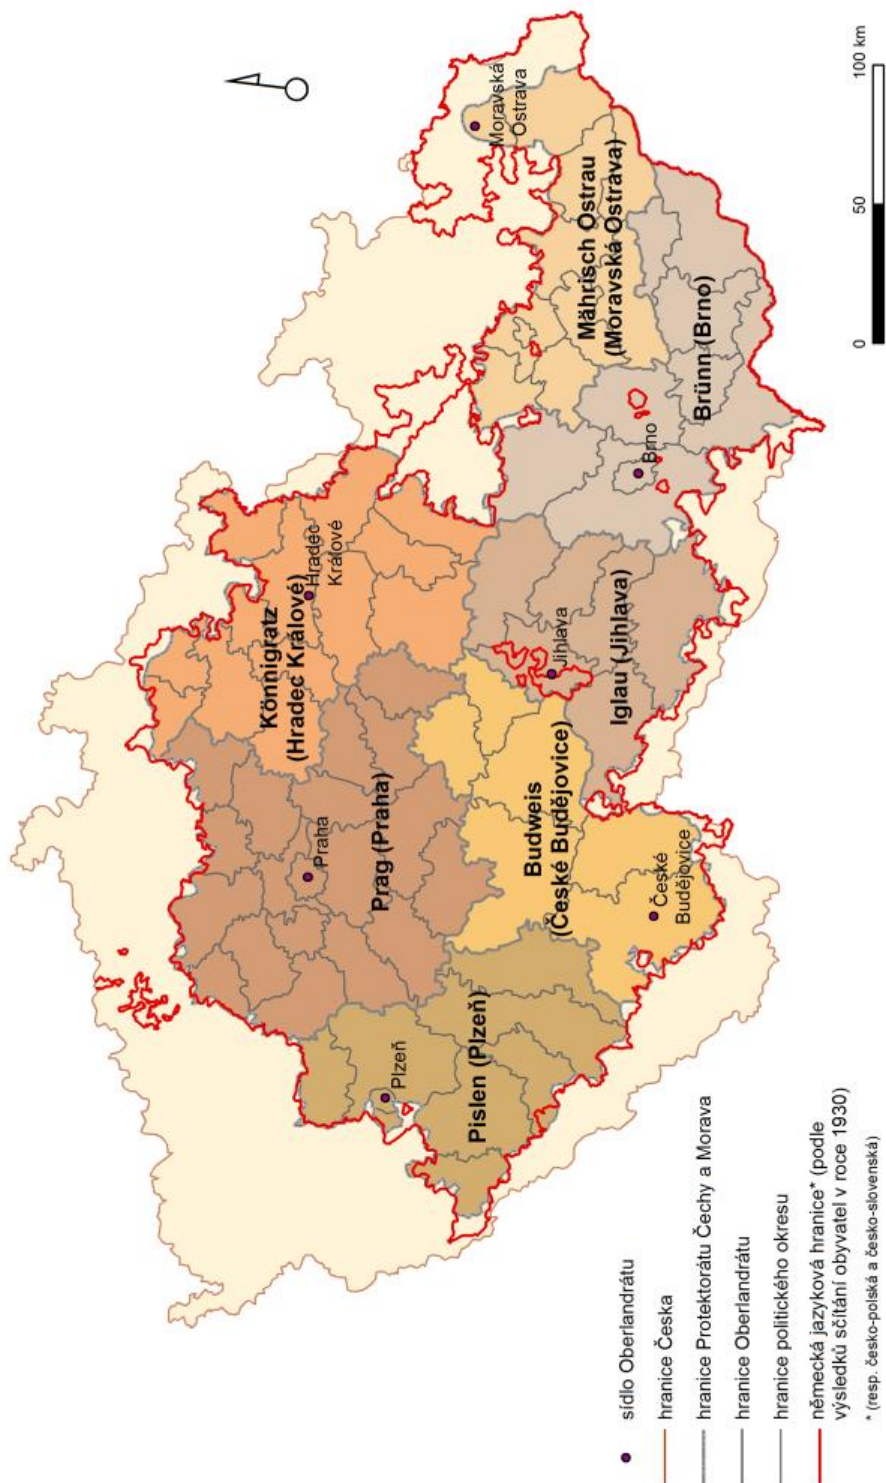 Könnigratz
(Hradec Králové)
Hradec
Králové
Praha
Prag (Praha)
Plzeň
Pislen (Plzeň)
Budweis
(České Budějovice)
České
Budějovice
Jihlava
Iglau (Jihlava)
Moravská
Ostrava
Mährisch Ostrau
(Moravská Ostrava)
Brno
Brünn (Brno)
sídlo Oberlandrátu
hranice Česka
hranice Protektorátu Čechy a Morava
hranice Oberlandrátu
hranice politického okresu
německá jazyková hranice* (podle
výsledků sčítání obyvatel v roce 1930)
* (resp. česko-polská a česko-slovenská)
0 50 100 km